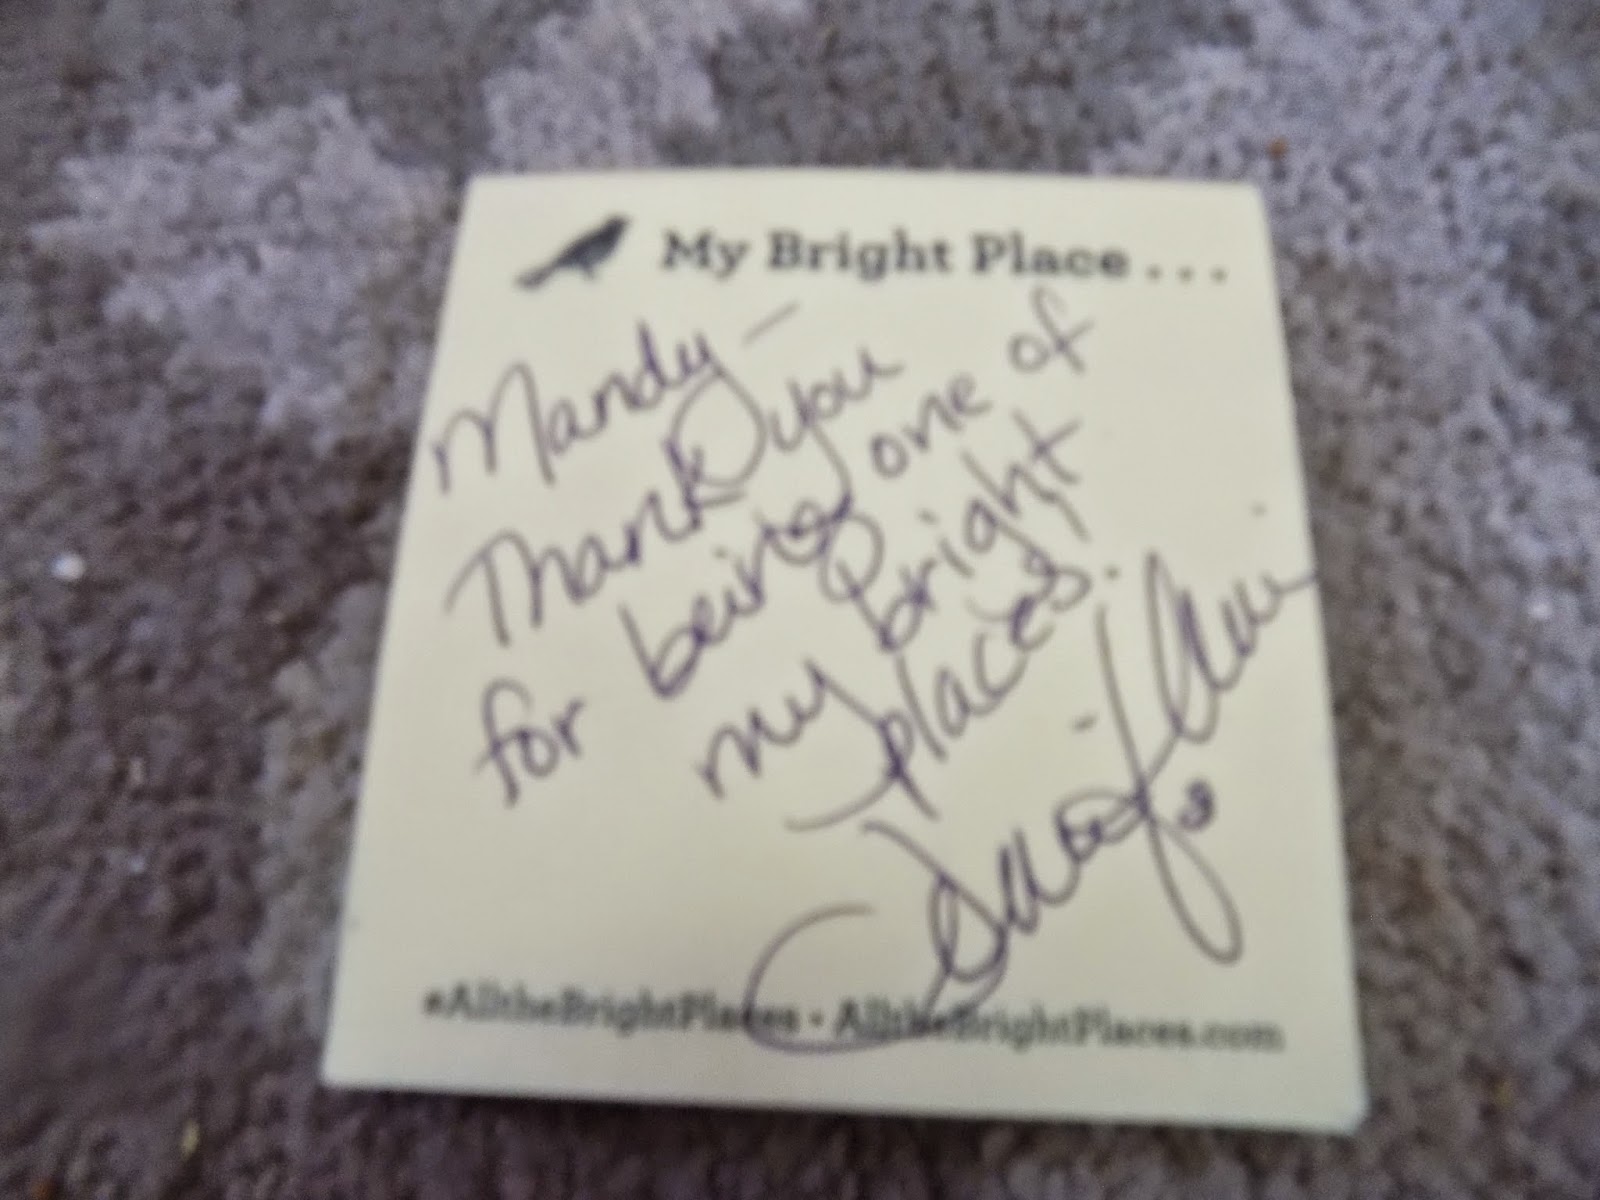 My Bright Place...
Mandy —
Thank you
for being one of
my bright
places.
#AlltheBrightPlaces • AlltheBrightPlaces.com